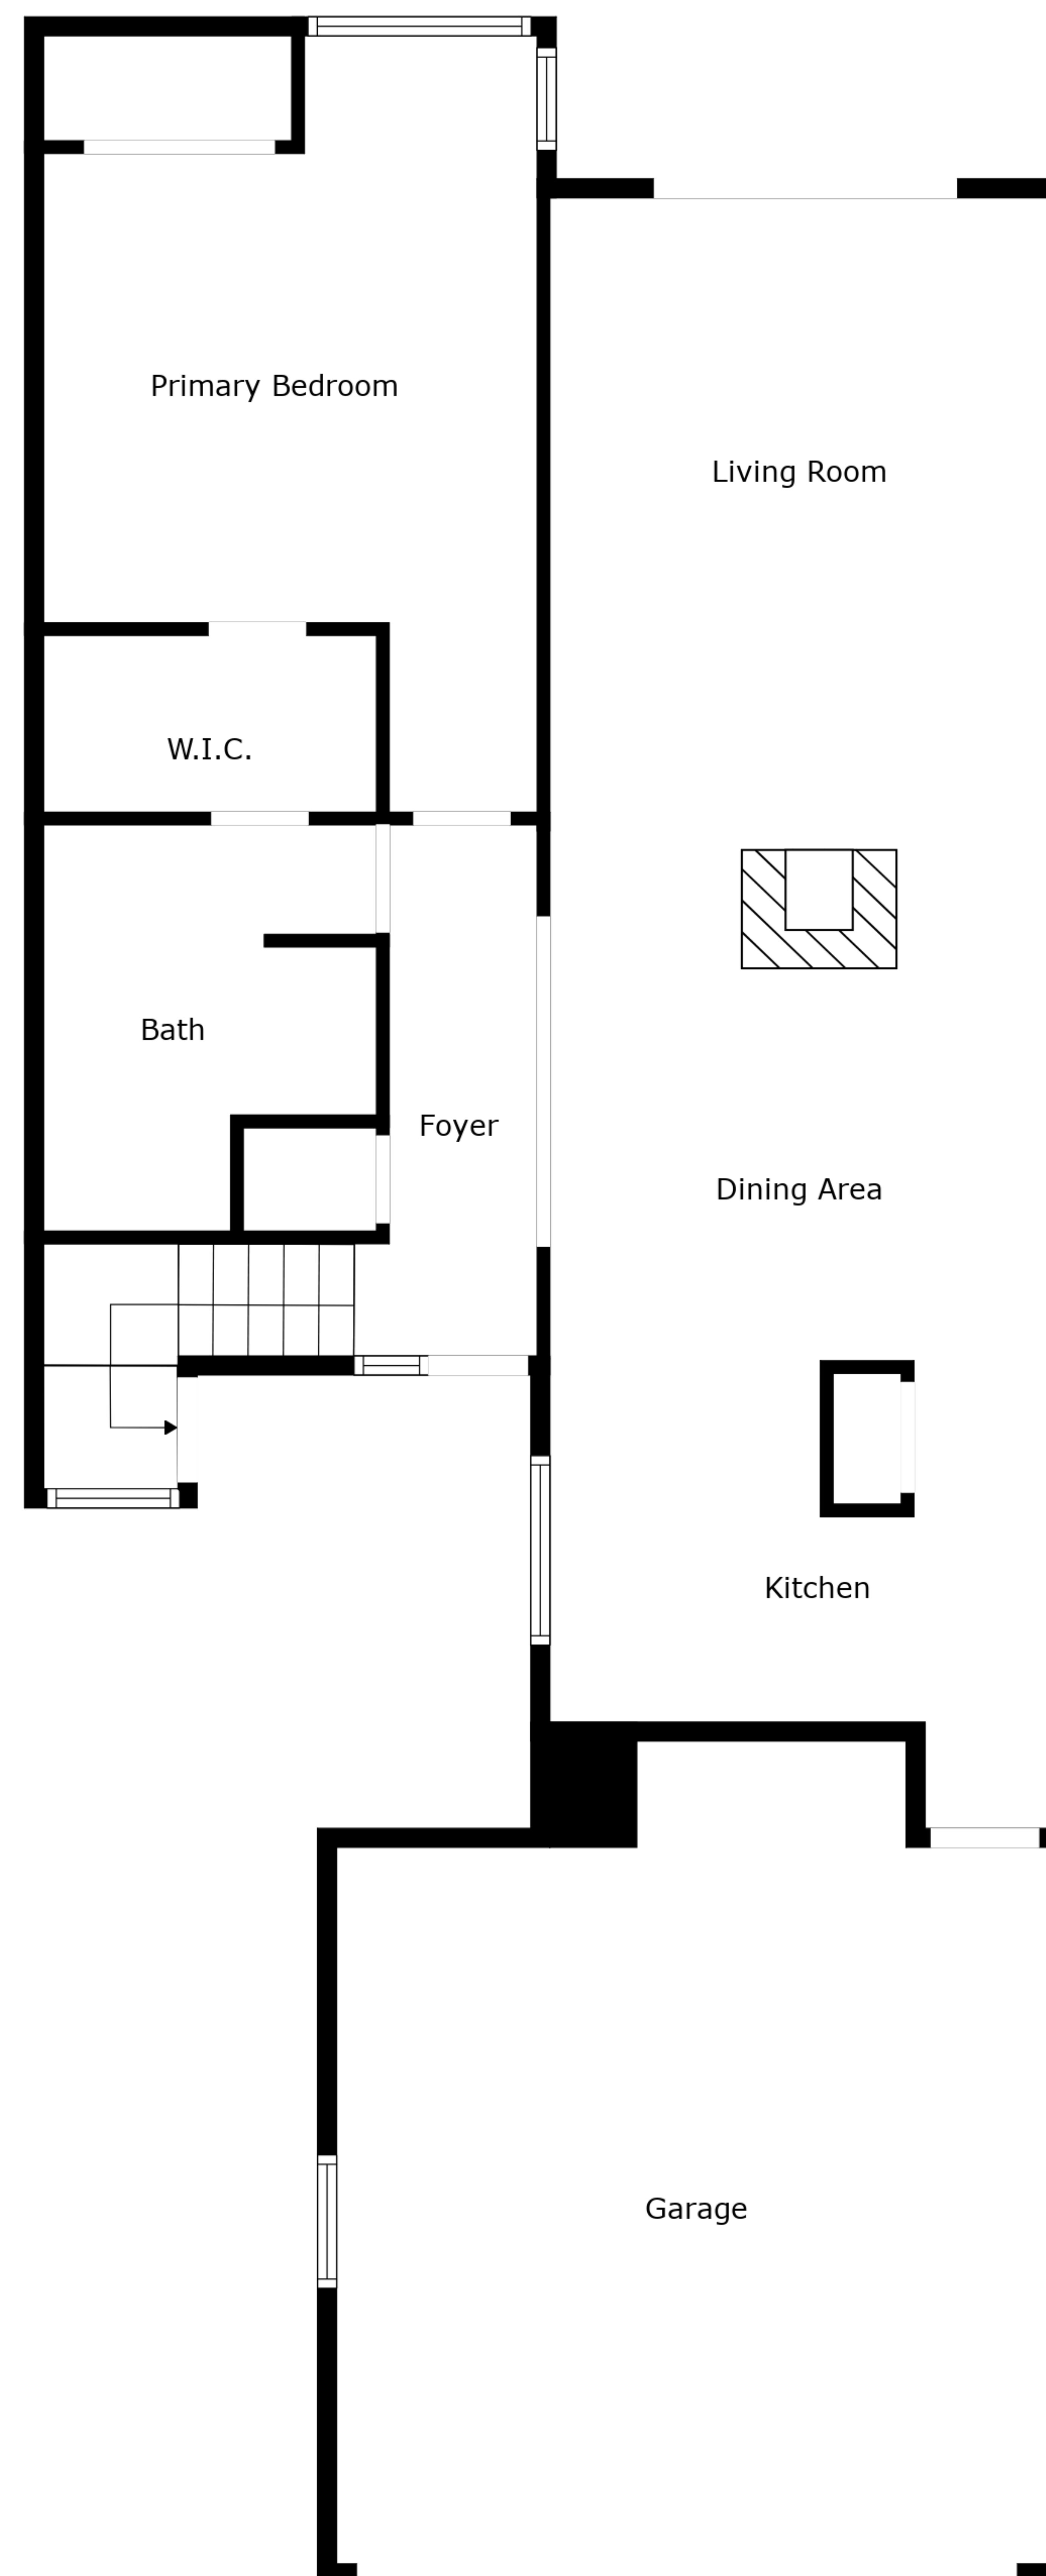 Primary Bedroom
Living Room
W.I.C.
Bath
Foyer
Dining Area
Kitchen
Garage